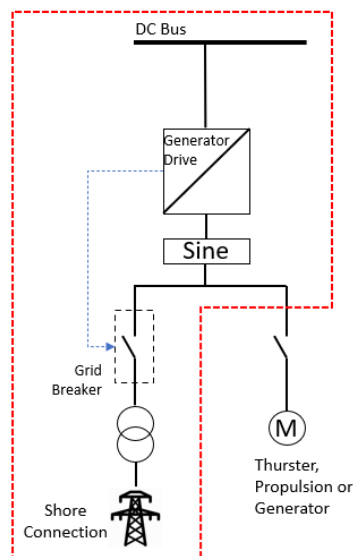 DC Bus
Generator
Drive
Sine
Grid
Breaker
M
Thurster,
Propulsion or
Generator
Shore
Connection